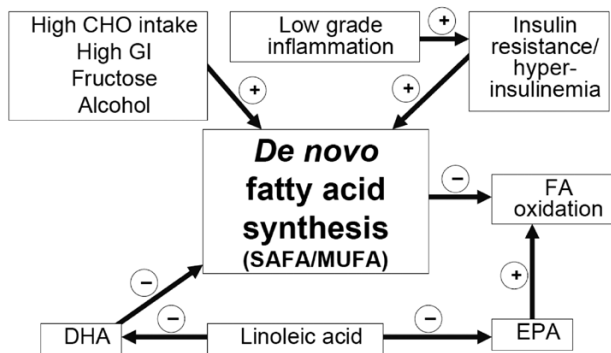 High CHO intake
High GI
Fructose
Alcohol
Low grade
inflammation
+
Insulin
resistance/
hyper-
insulinemia
+
+
De novo
fatty acid
synthesis
(SAFA/MUFA)
−
FA
oxidation
−
+
DHA
−
Linoleic acid
−
EPA